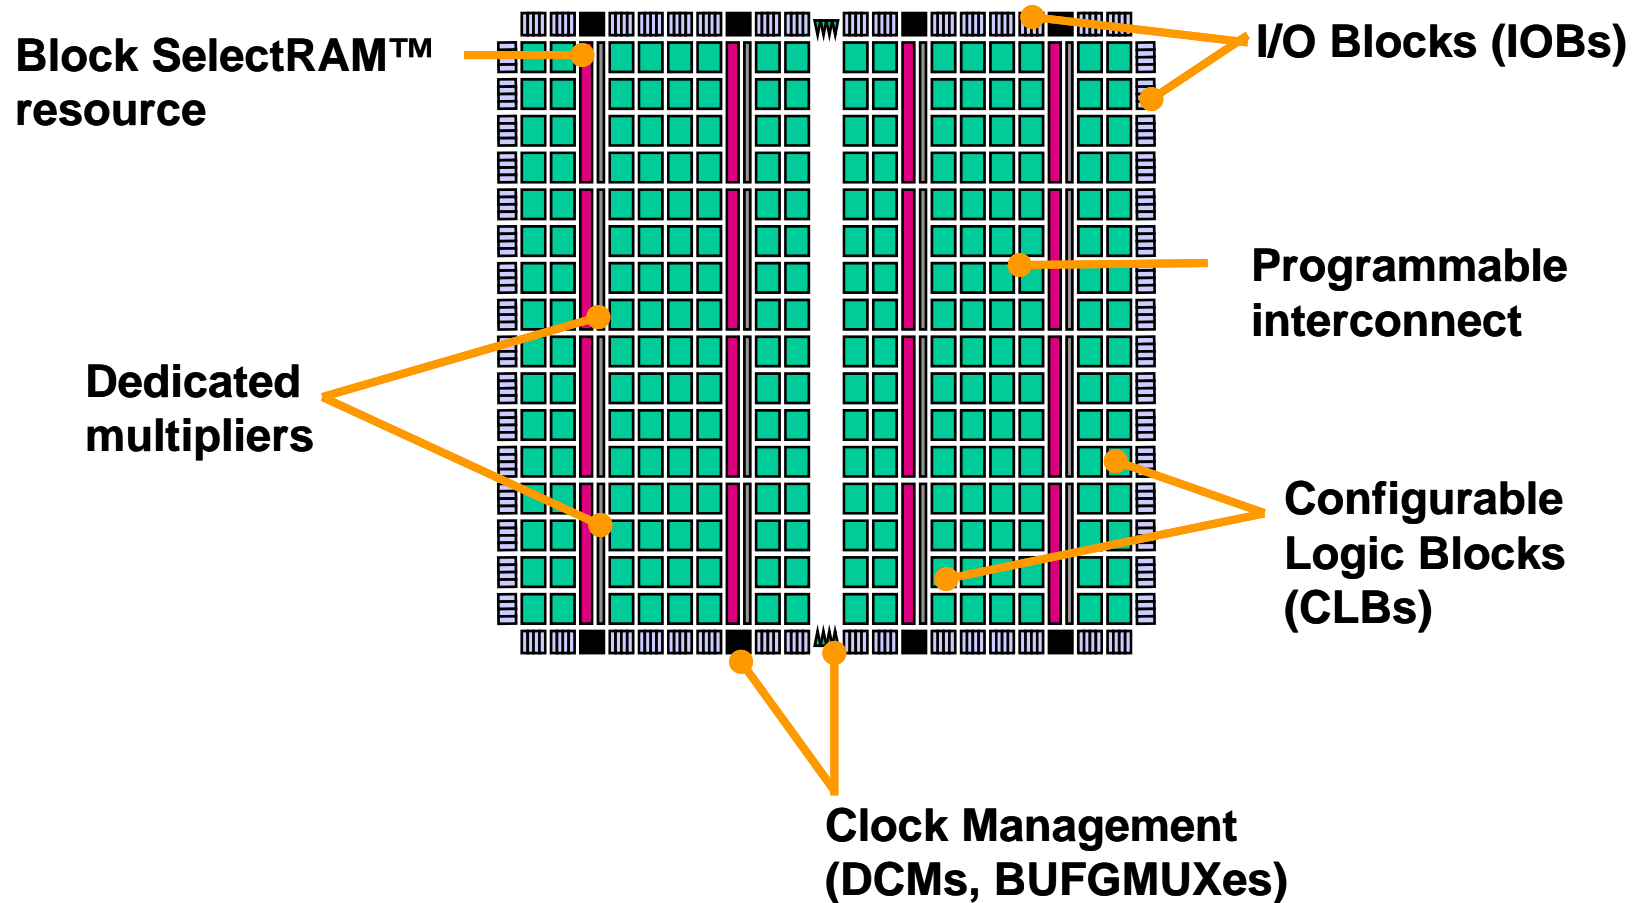 Block SelectRAM™
resource
I/O Blocks (IOBs)
Programmable
interconnect
Dedicated
multipliers
Configurable
Logic Blocks
(CLBs)
Clock Management
(DCMs, BUFGMUXes)